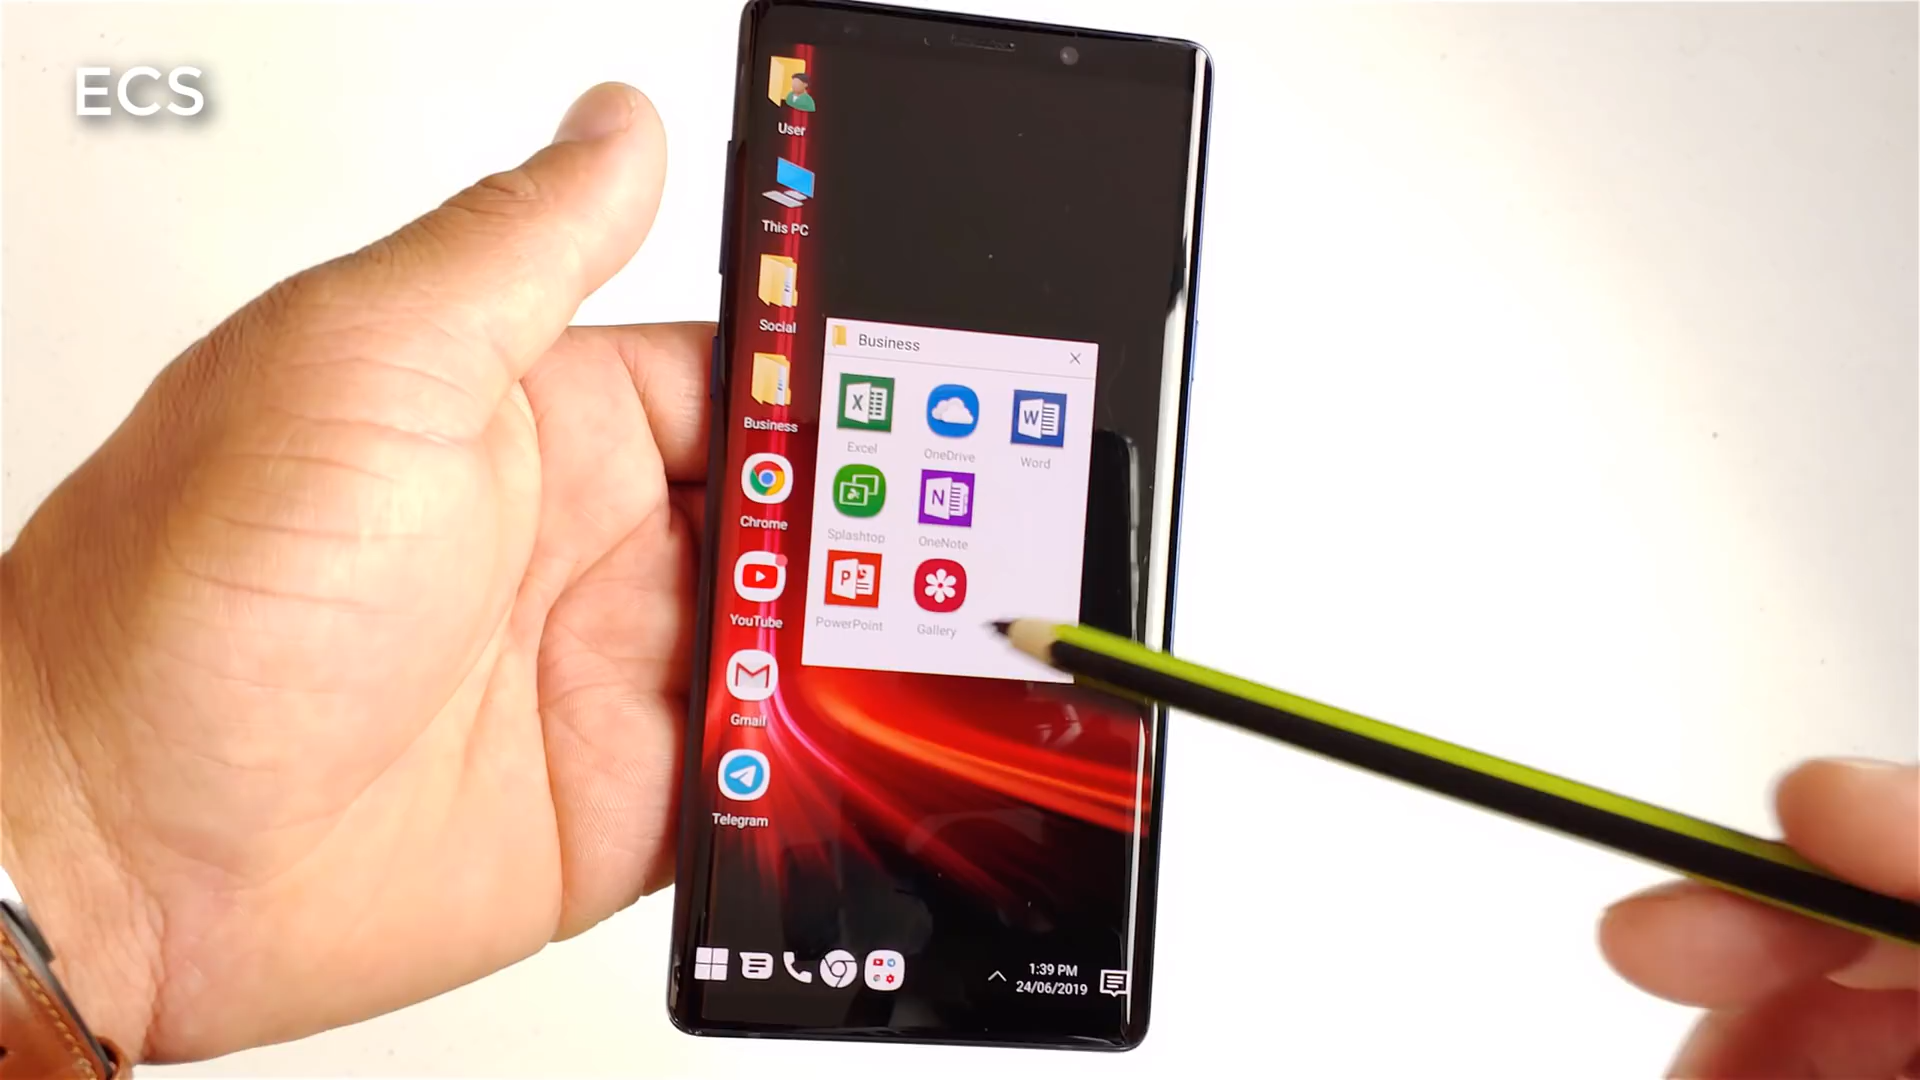 ECS
User
This PC
Social
Business
Chrome
YouTube
Gmail
Telegram
Business
Excel
OneDrive
Word
Splashtop
OneNote
PowerPoint
Gallery
1:39 PM
24/06/2019